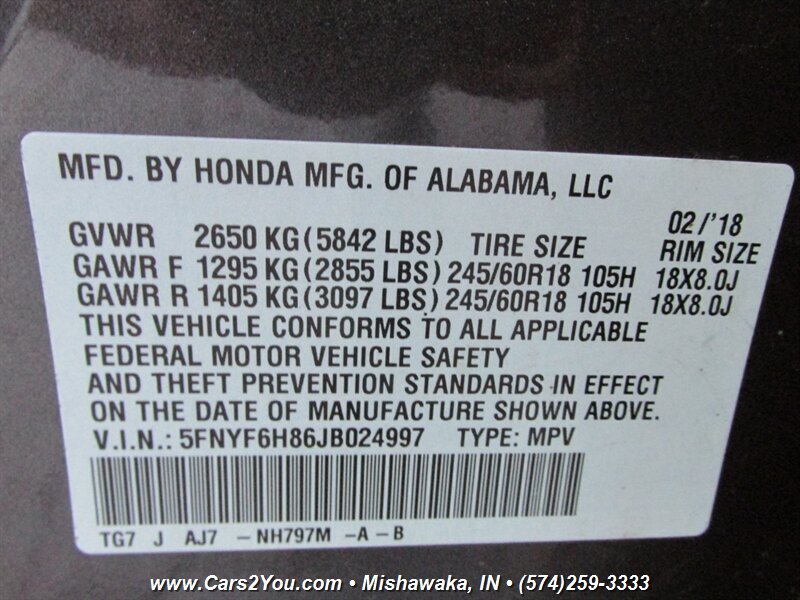 MFD. BY HONDA MFG. OF ALABAMA, LLC
02/'18
GVWR 2650 KG(5842 LBS) TIRE SIZE RIM SIZE
GAWR F 1295 KG(2855 LBS) 245/60R18 105H 18X8.0J
GAWR R 1405 KG(3097 LBS) 245/60R18 105H 18X8.0J
THIS VEHICLE CONFORMS TO ALL APPLICABLE
FEDERAL MOTOR VEHICLE SAFETY
AND THEFT PREVENTION STANDARDS IN EFFECT
ON THE DATE OF MANUFACTURE SHOWN ABOVE.
V.I.N.: 5FNYF6H86JB024997 TYPE: MPV
TG7 J AJ7 -NH797M -A-B
www.Cars2You.com • Mishawaka, IN • (574)259-3333